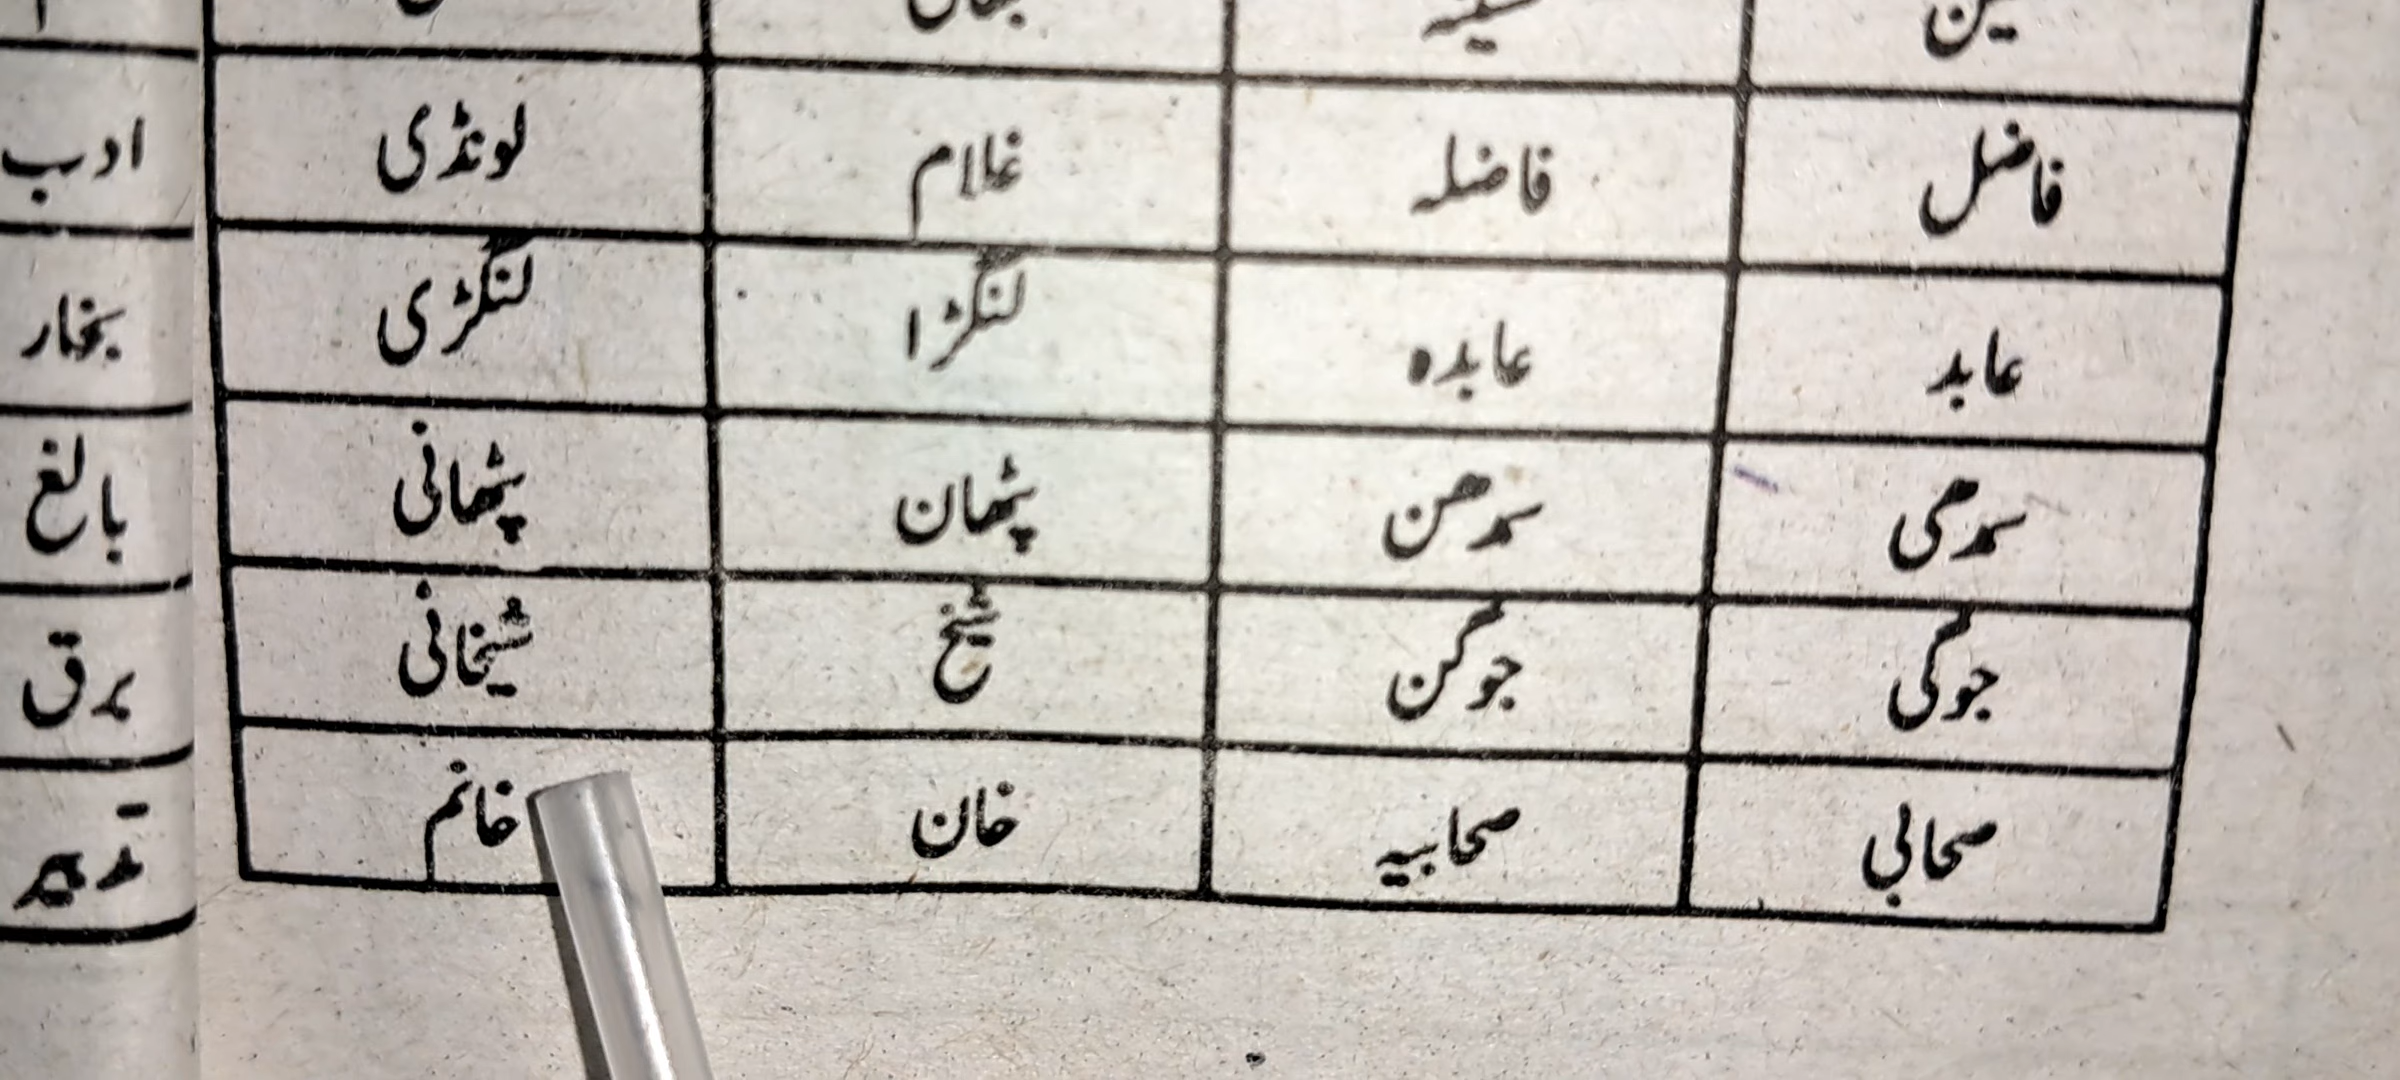 فاضل فاضلہ غلام لونڈی
عابد عابدہ لنگڑا لنگڑی
سمدھی سمدھن پٹھان پٹھانی
جوگی جوگن شیخ شیخانی
صحابی صحابیہ خان خانم
ادب
بخار
بالغ
برق